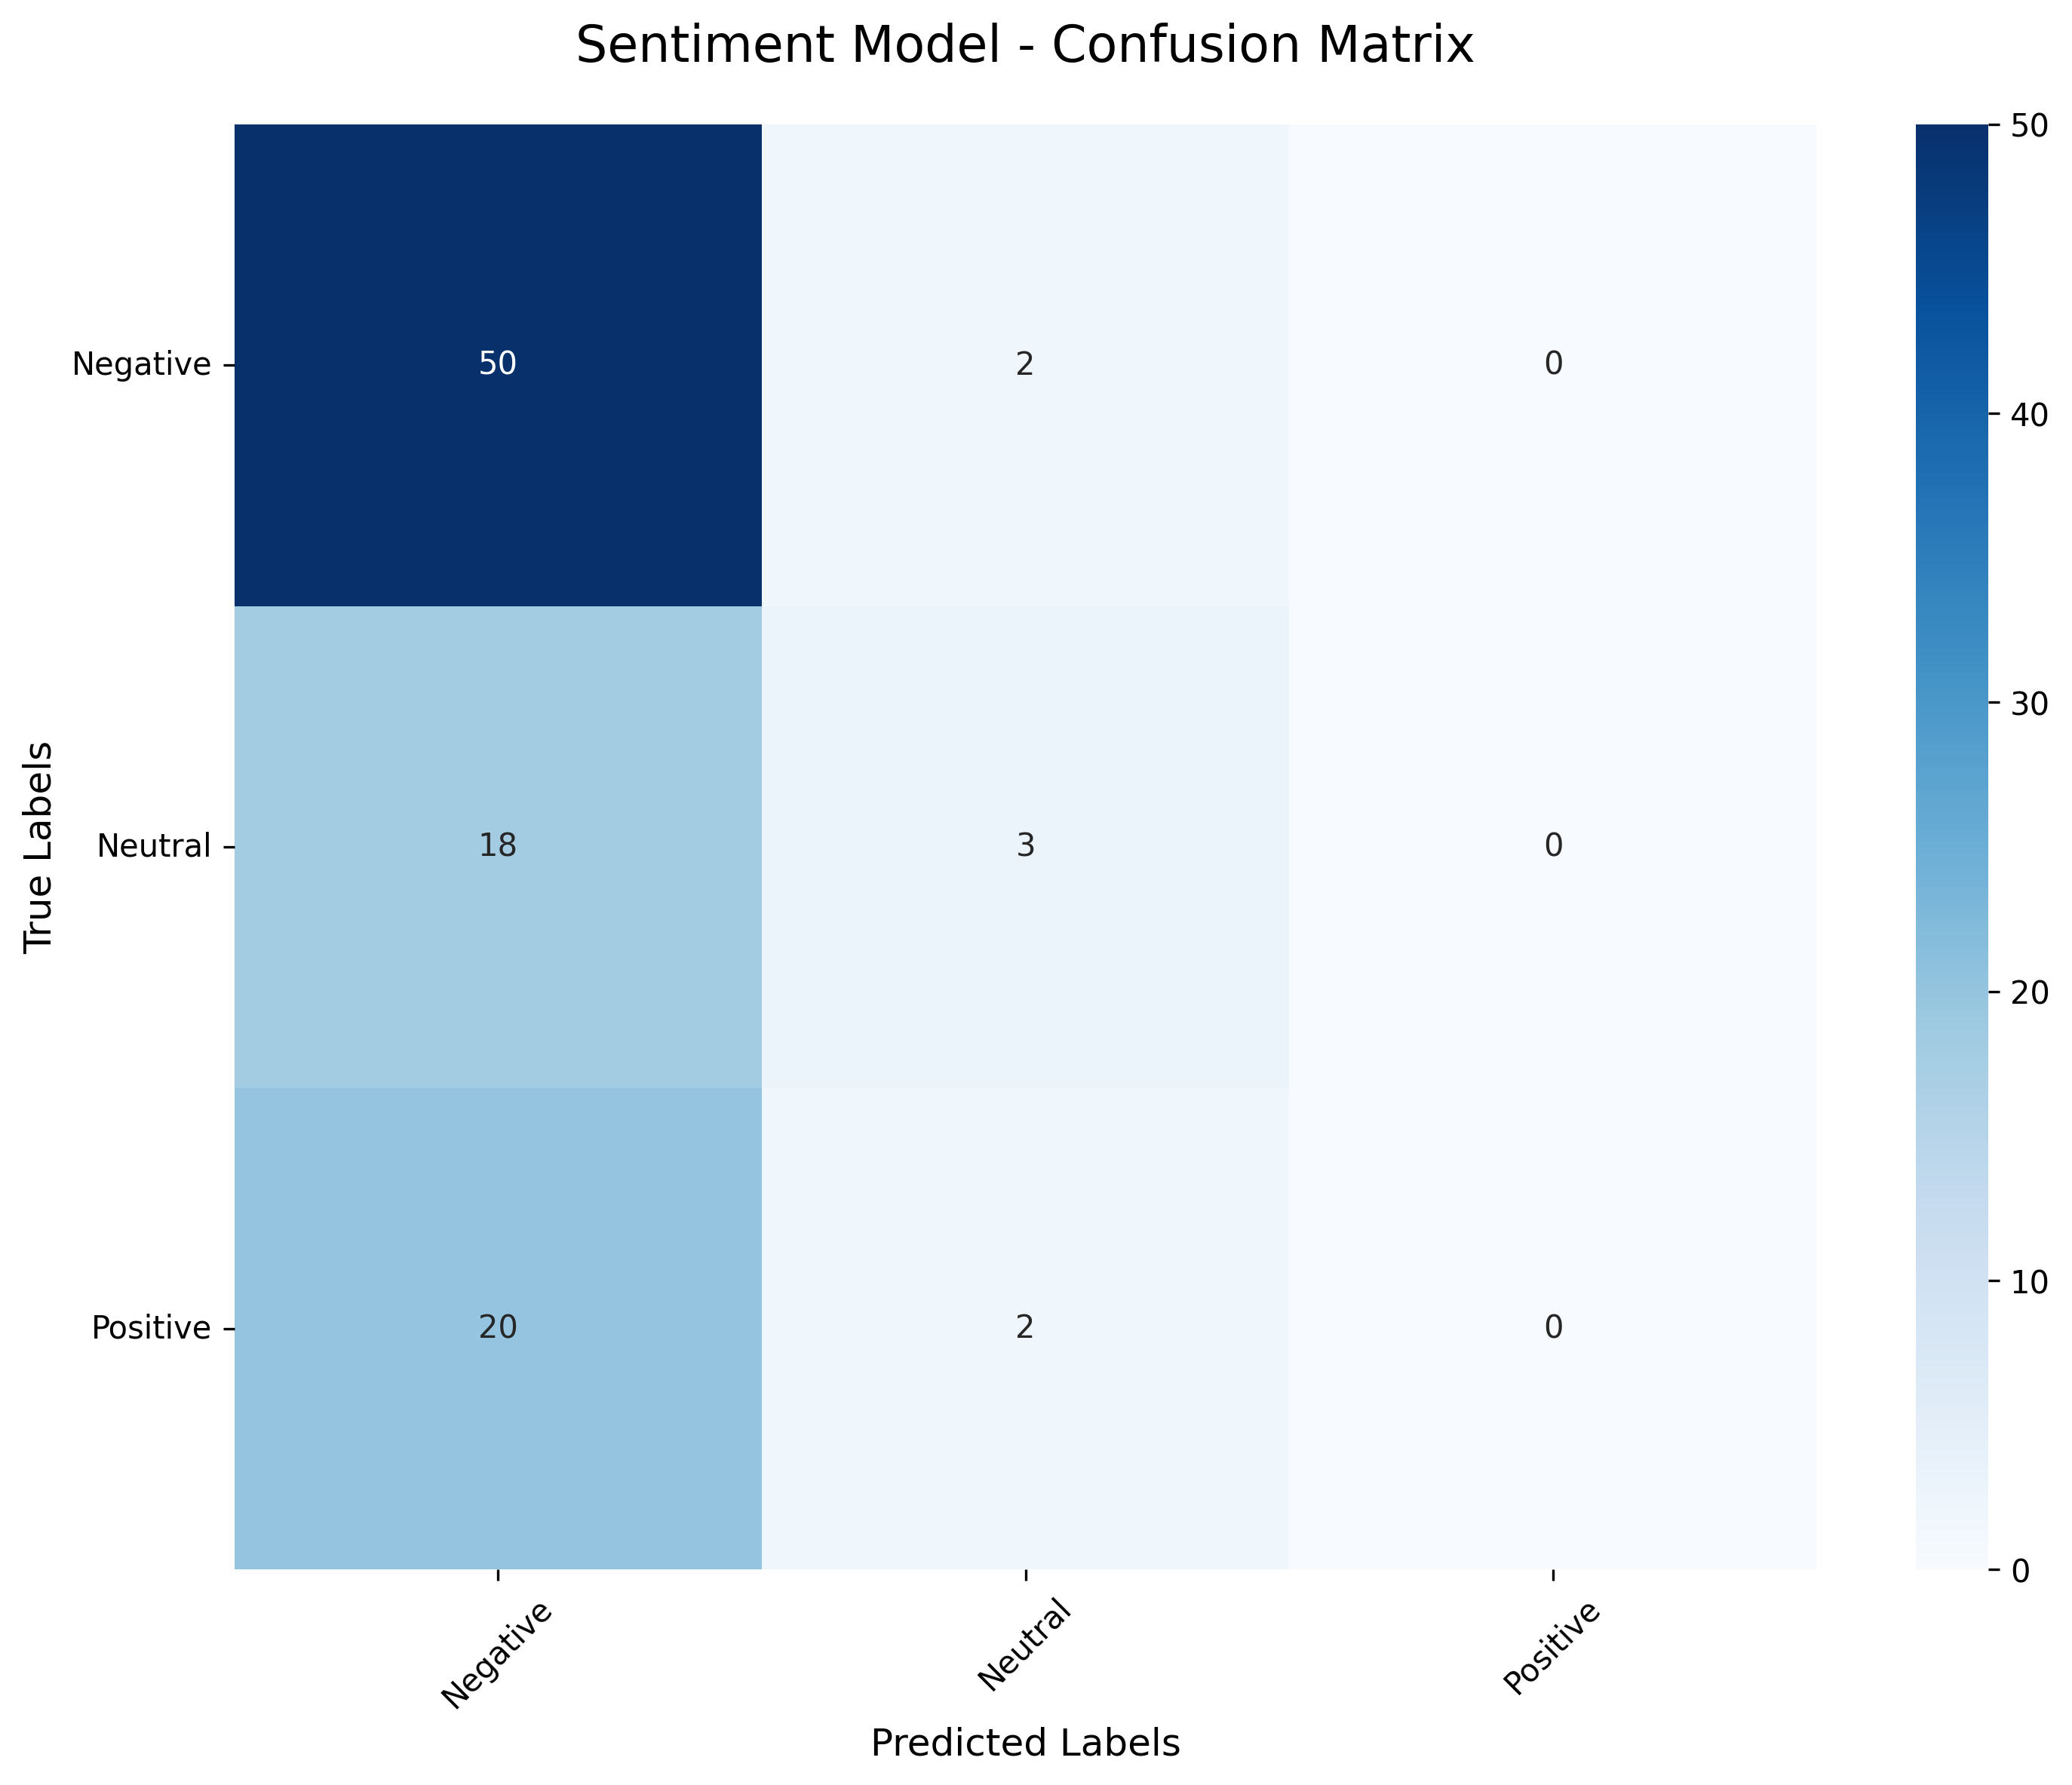 Sentiment Model - Confusion Matrix
50
40
30
20
10
0
True Labels
Negative
50
2
0
Neutral
18
3
0
Positive
20
2
0
Negative
Neutral
Positive
Predicted Labels